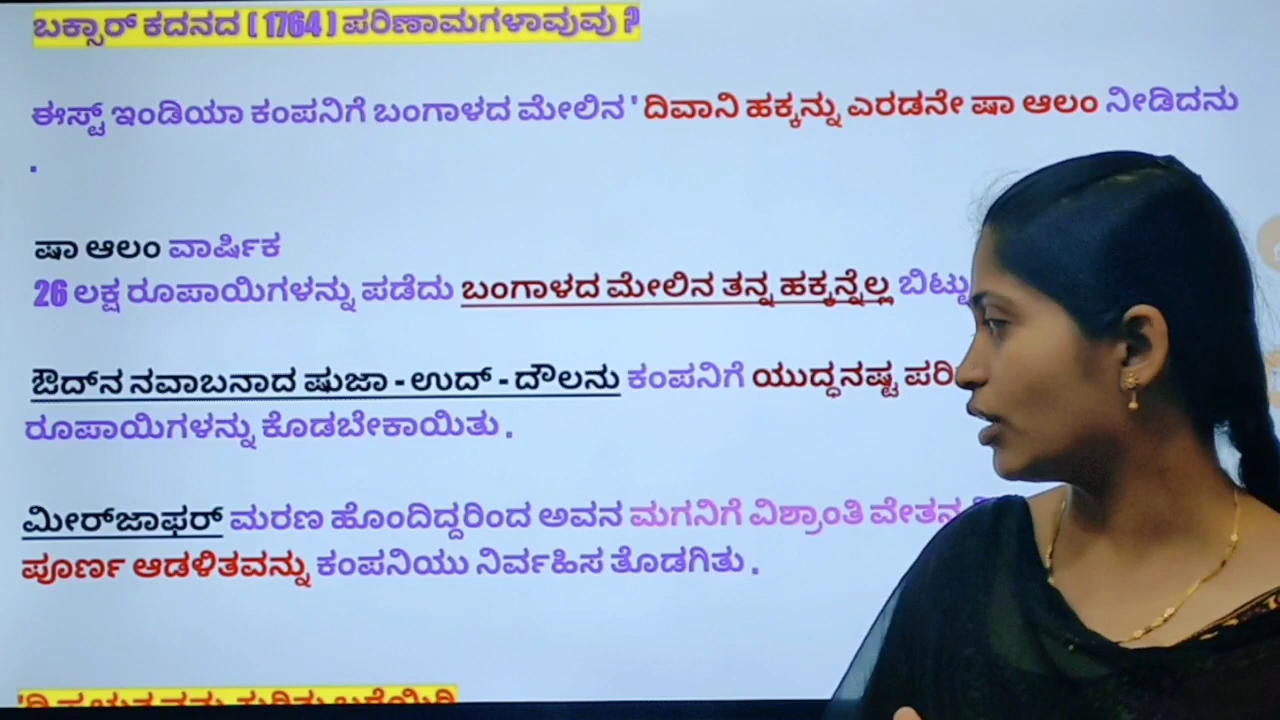 ಬಕ್ಸಾರ್ ಕದನದ ( 1764 ) ಪರಿಣಾಮಗಳಾವುವು ?
ಈಸ್ಟ್ ಇಂಡಿಯಾ ಕಂಪನಿಗೆ ಬಂಗಾಳದ ಮೇಲಿನ ' ದಿವಾನಿ ಹಕ್ಕನ್ನು ಎರಡನೇ ಷಾ ಆಲಂ ನೀಡಿದನು
.
ಷಾ ಆಲಂ ವಾರ್ಷಿಕ
26 ಲಕ್ಷ ರೂಪಾಯಿಗಳನ್ನು ಪಡೆದು ಬಂಗಾಳದ ಮೇಲಿನ ತನ್ನ ಹಕ್ಕನ್ನೆಲ್ಲ ಬಿಟ್ಟು
ಔದ್‌ನ ನವಾಬನಾದ ಷುಜಾ - ಉದ್ - ದೌಲನು ಕಂಪನಿಗೆ ಯುದ್ಧನಷ್ಟ
ರೂಪಾಯಿಗಳನ್ನು ಕೊಡಬೇಕಾಯಿತು .
ಮೀರ್‌ಜಾಫರ್ ಮರಣ ಹೊಂದಿದ್ದರಿಂದ ಅವನ ಮಗನಿಗೆ ವಿಶ್ರಾಂತಿ ವೇತನ
ಪೂರ್ಣ ಆಡಳಿತವನ್ನು ಕಂಪನಿಯು ನಿರ್ವಹಿಸ ತೊಡಗಿತು .